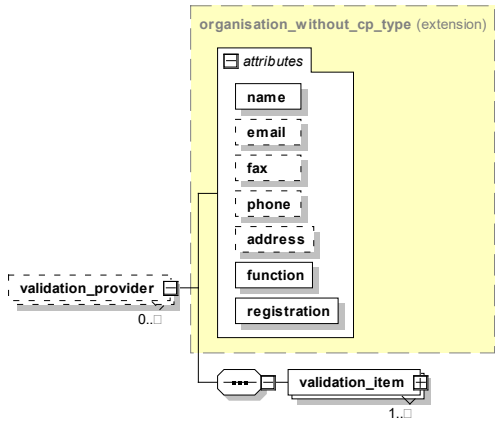 organisation_without_cp_type (extension)
attributes
name
email
fax
phone
address
function
registration
validation_provider
0..□
validation_item
1..□